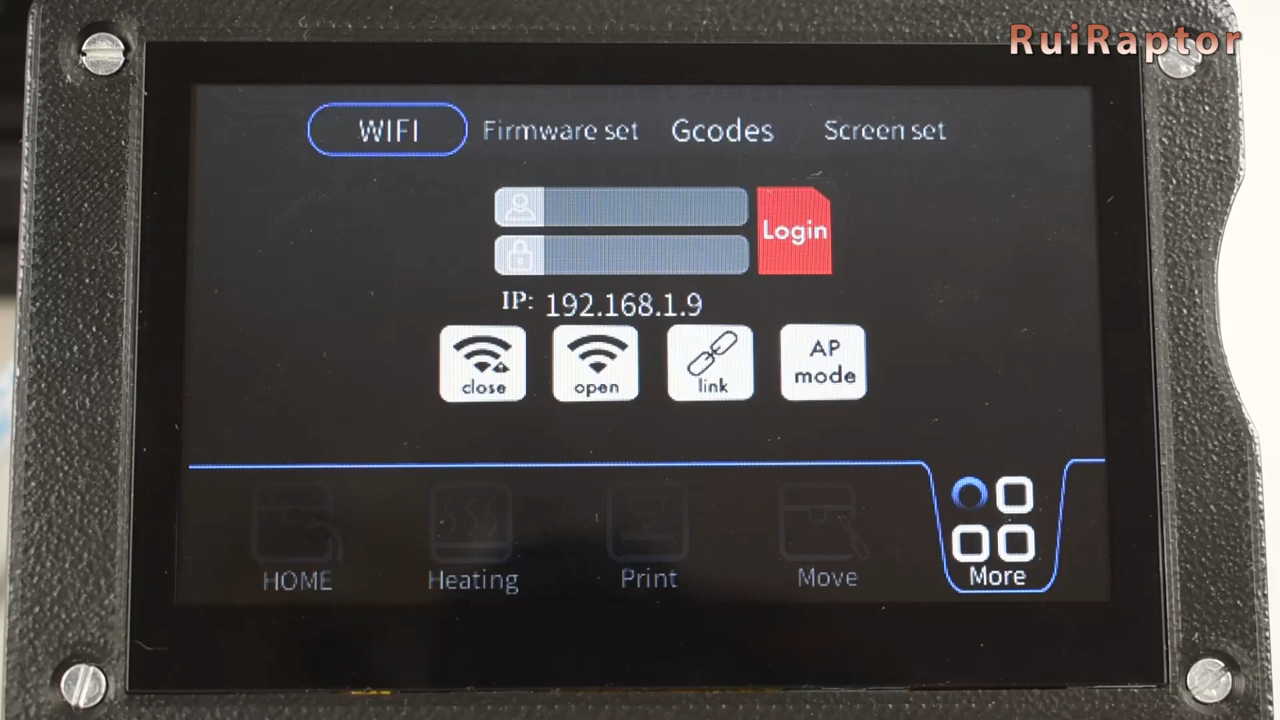 RuiRaptor
WIFI Firmware set Gcodes Screen set
Login
IP: 192.168.1.9
close open link AP mode
HOME Heating Print Move More